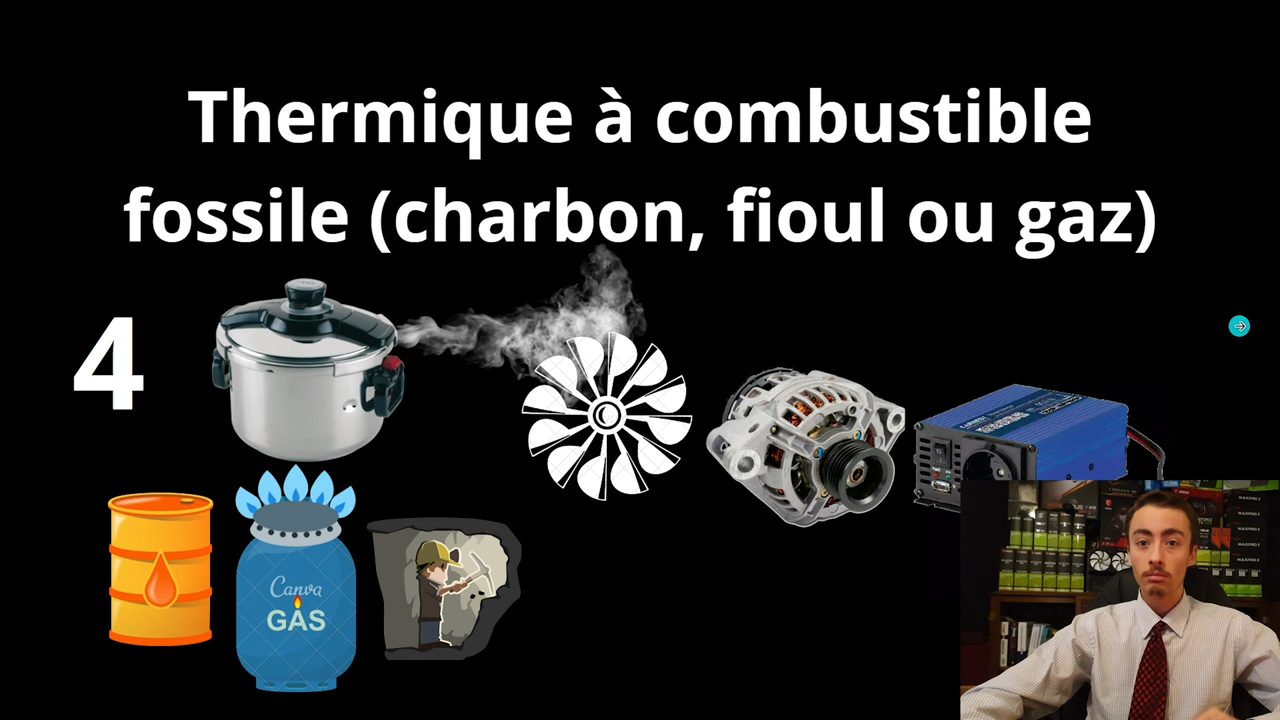 Thermique à combustible
fossile (charbon, fioul ou gaz)
4
Canva
GAS